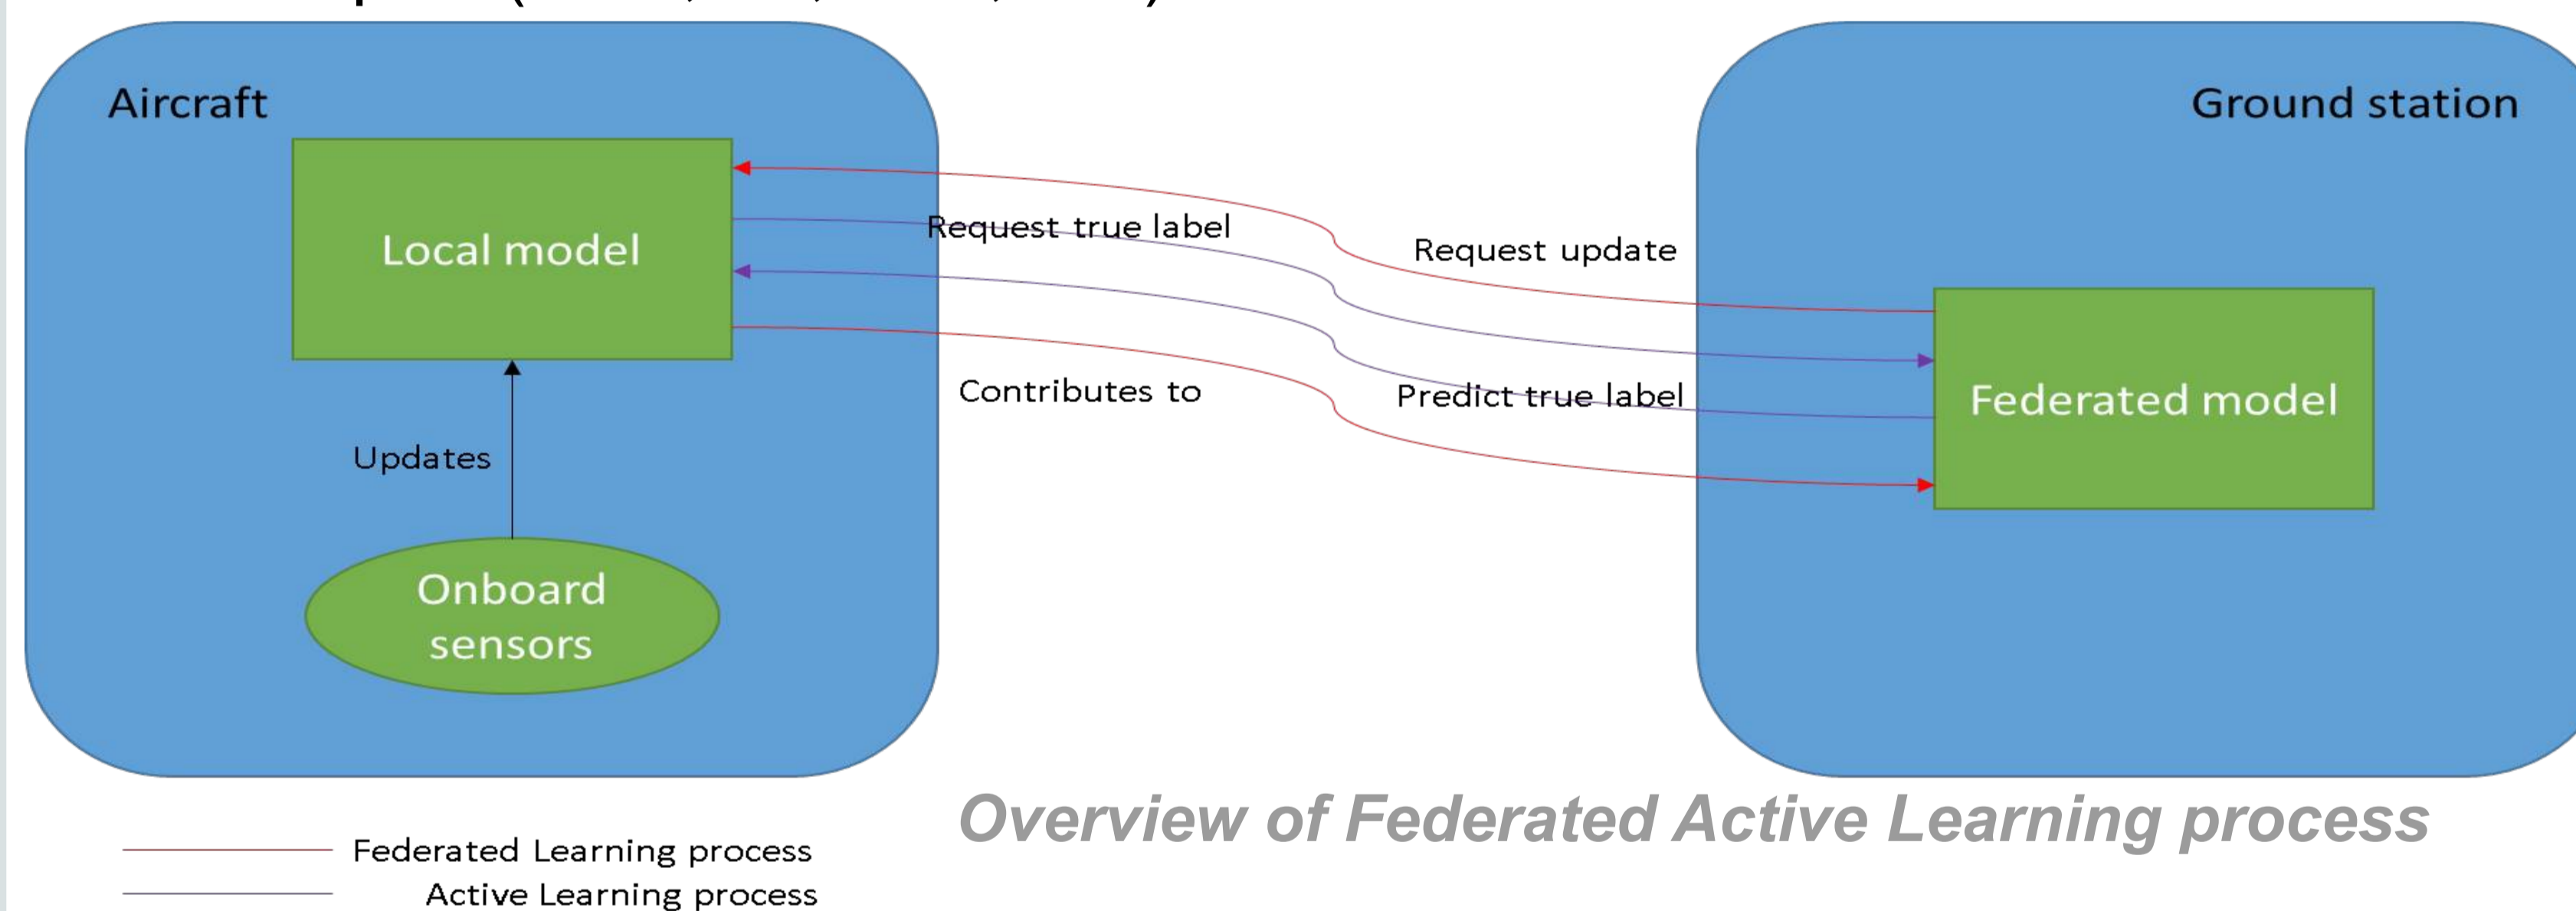 Aircraft
Ground station
Local model
Request true label
Request update
Contributes to
Predict true label
Federated model
Updates
Onboard
sensors
Overview of Federated Active Learning process
Federated Learning process
Active Learning process